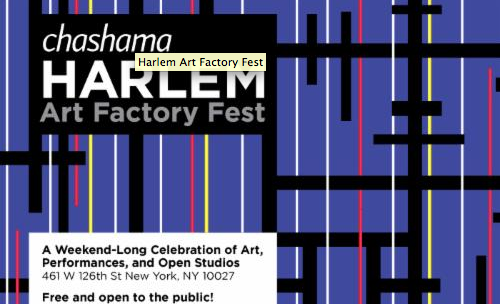 chashama
Harlem Art Factory Fest
HARLEM
Art Factory Fest
A Weekend-Long Celebration of Art,
Performances, and Open Studios
461 W 126th St New York, NY 10027
Free and open to the public!